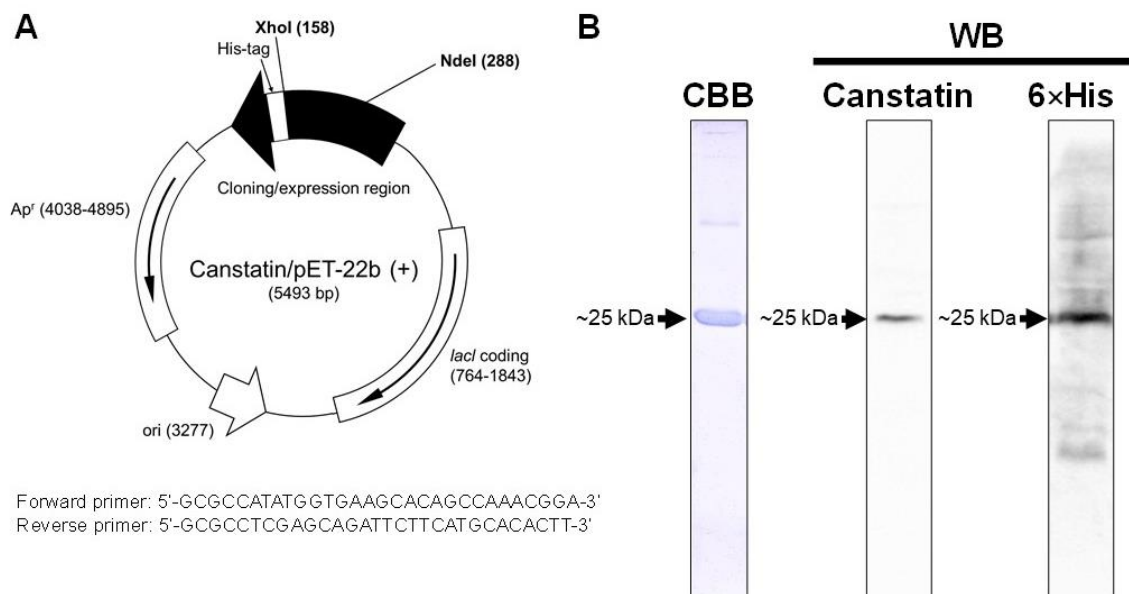 A
XhoI (158)
His-tag
NdeI (288)
Cloning/expression region
Apʳ (4038-4895)
Canstatin/pET-22b (+)
(5493 bp)
lacI coding
(764-1843)
ori (3277)
Forward primer: 5'-GCGCCATATGGTGAAGCACAGCCAAACGGA-3'
Reverse primer: 5'-GCGCCTCGAGCAGATTCTTCATGCACACTT-3'
B
WB
CBB Canstatin 6×His
~25 kDa ~25 kDa ~25 kDa